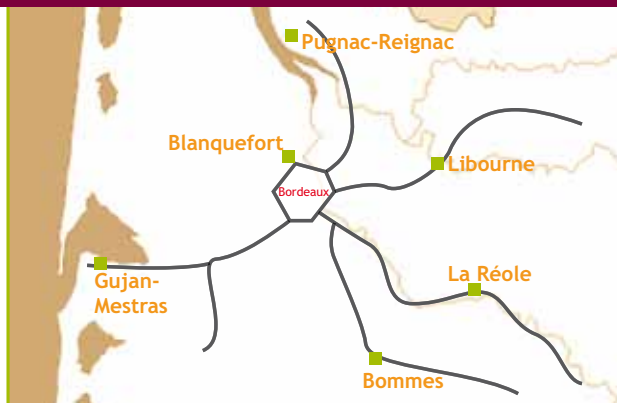 Pugnac-Reignac
Blanquefort
Libourne
Bordeaux
La Réole
Gujan-
Mestras
Bommes